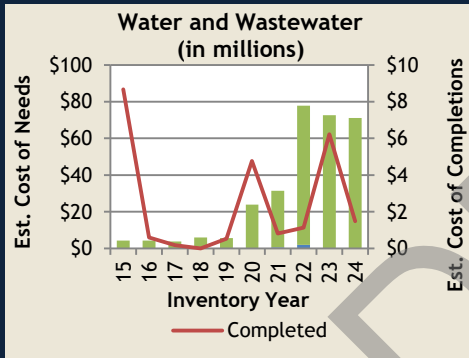 Water and Wastewater
(in millions)
Est. Cost of Needs
$100
$80
$60
$40
$20
$0
$10
$8
$6
$4
$2
$0
Est. Cost of Completions
15 16 17 18 19 20 21 22 23 24
Inventory Year
Completed